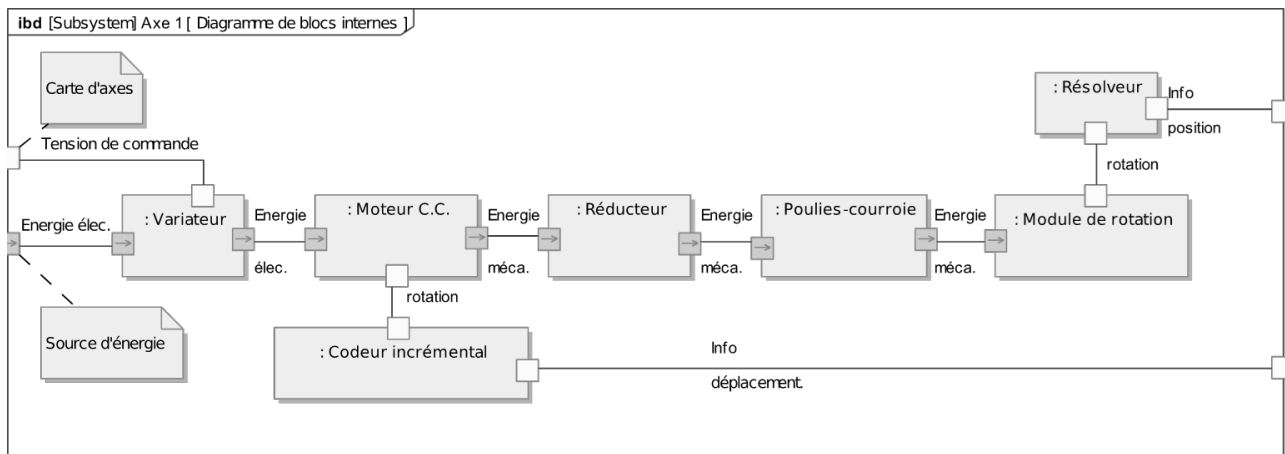 ibd [Subsystem] Axe 1 [ Diagramme de blocs internes ]
Carte d'axes
Tension de commande
Energie élec.
Source d'énergie
: Variateur
Energie
élec.
: Moteur C.C.
rotation
: Codeur incrémental
Energie
méca.
: Réducteur
Energie
méca.
: Poulies-courroie
Energie
méca.
: Module de rotation
rotation
: Résolveur
Info
position
Info
déplacement.